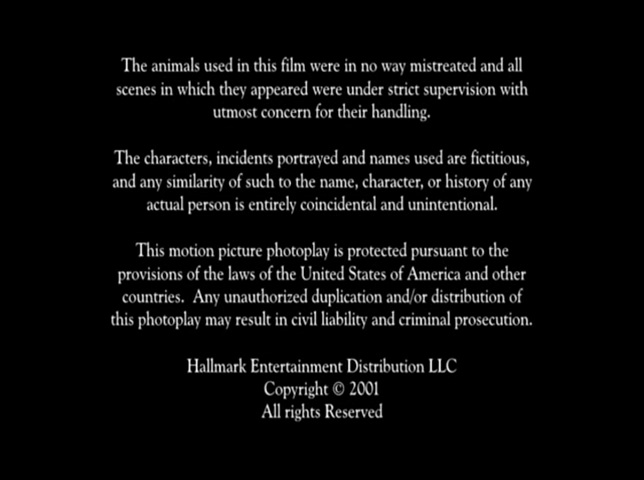 The animals used in this film were in no way mistreated and all
scenes in which they appeared were under strict supervision with
utmost concern for their handling.
The characters, incidents portrayed and names used are fictitious,
and any similarity of such to the name, character, or history of any
actual person is entirely coincidental and unintentional.
This motion picture photoplay is protected pursuant to the
provisions of the laws of the United States of America and other
countries. Any unauthorized duplication and/or distribution of
this photoplay may result in civil liability and criminal prosecution.
Hallmark Entertainment Distribution LLC
Copyright © 2001
All rights Reserved